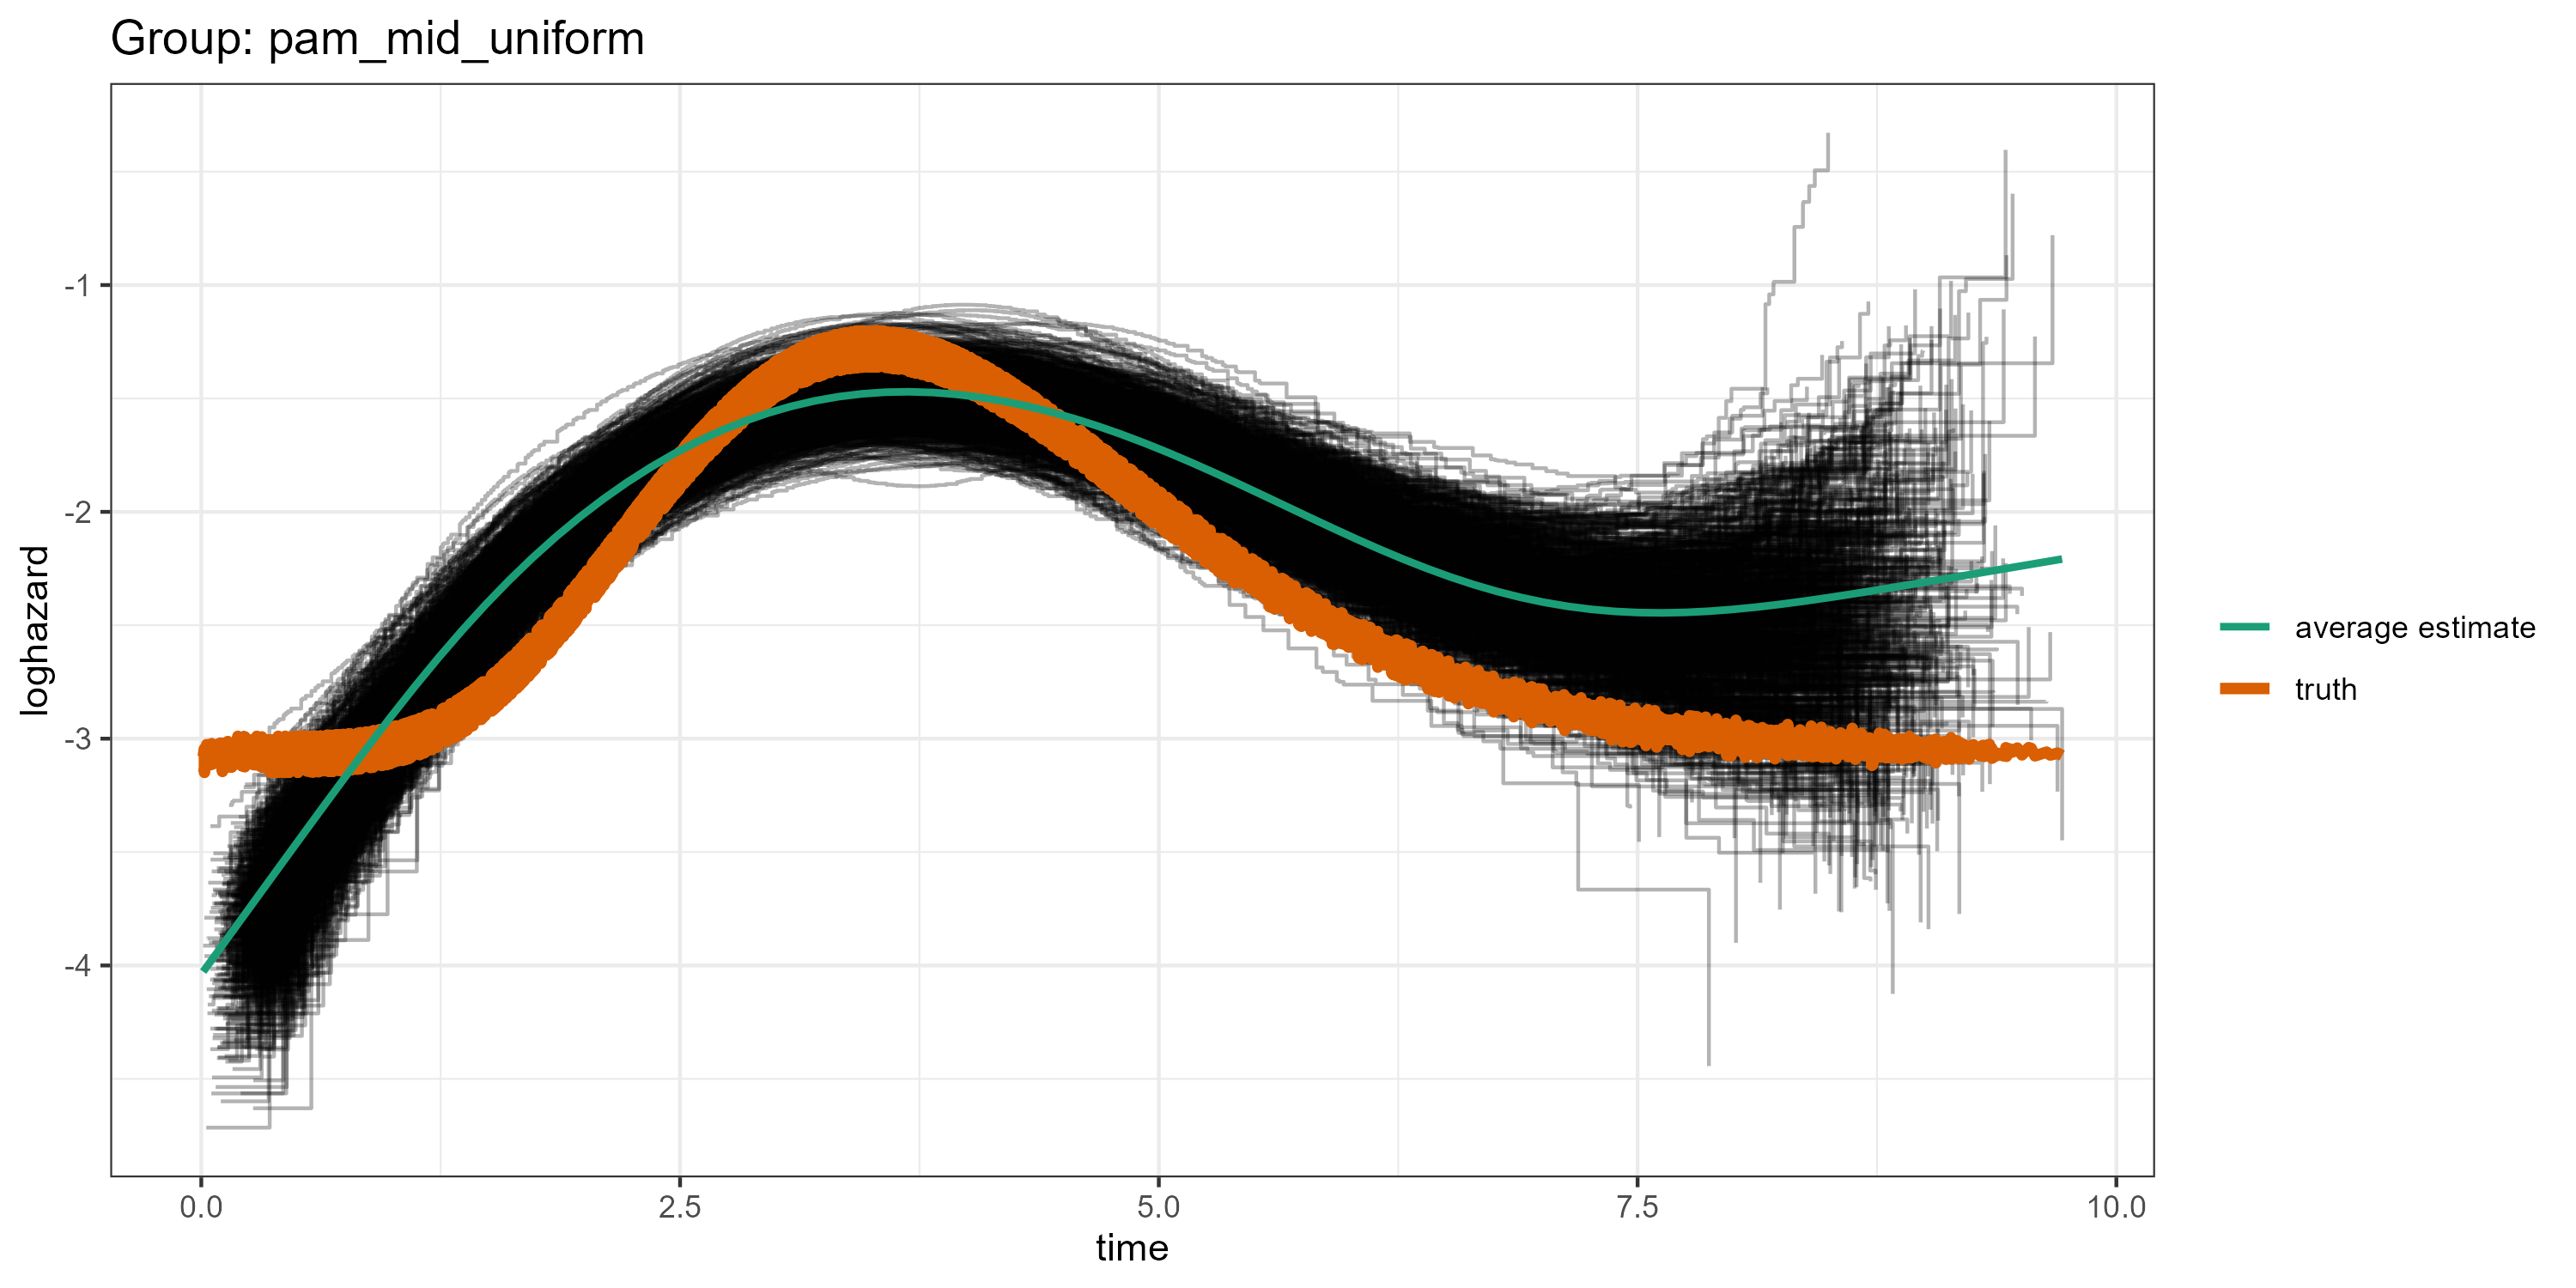 Group: pam_mid_uniform
loghazard
-1
-2
-3
-4
0.0 2.5 5.0 7.5 10.0
time
average estimate
truth